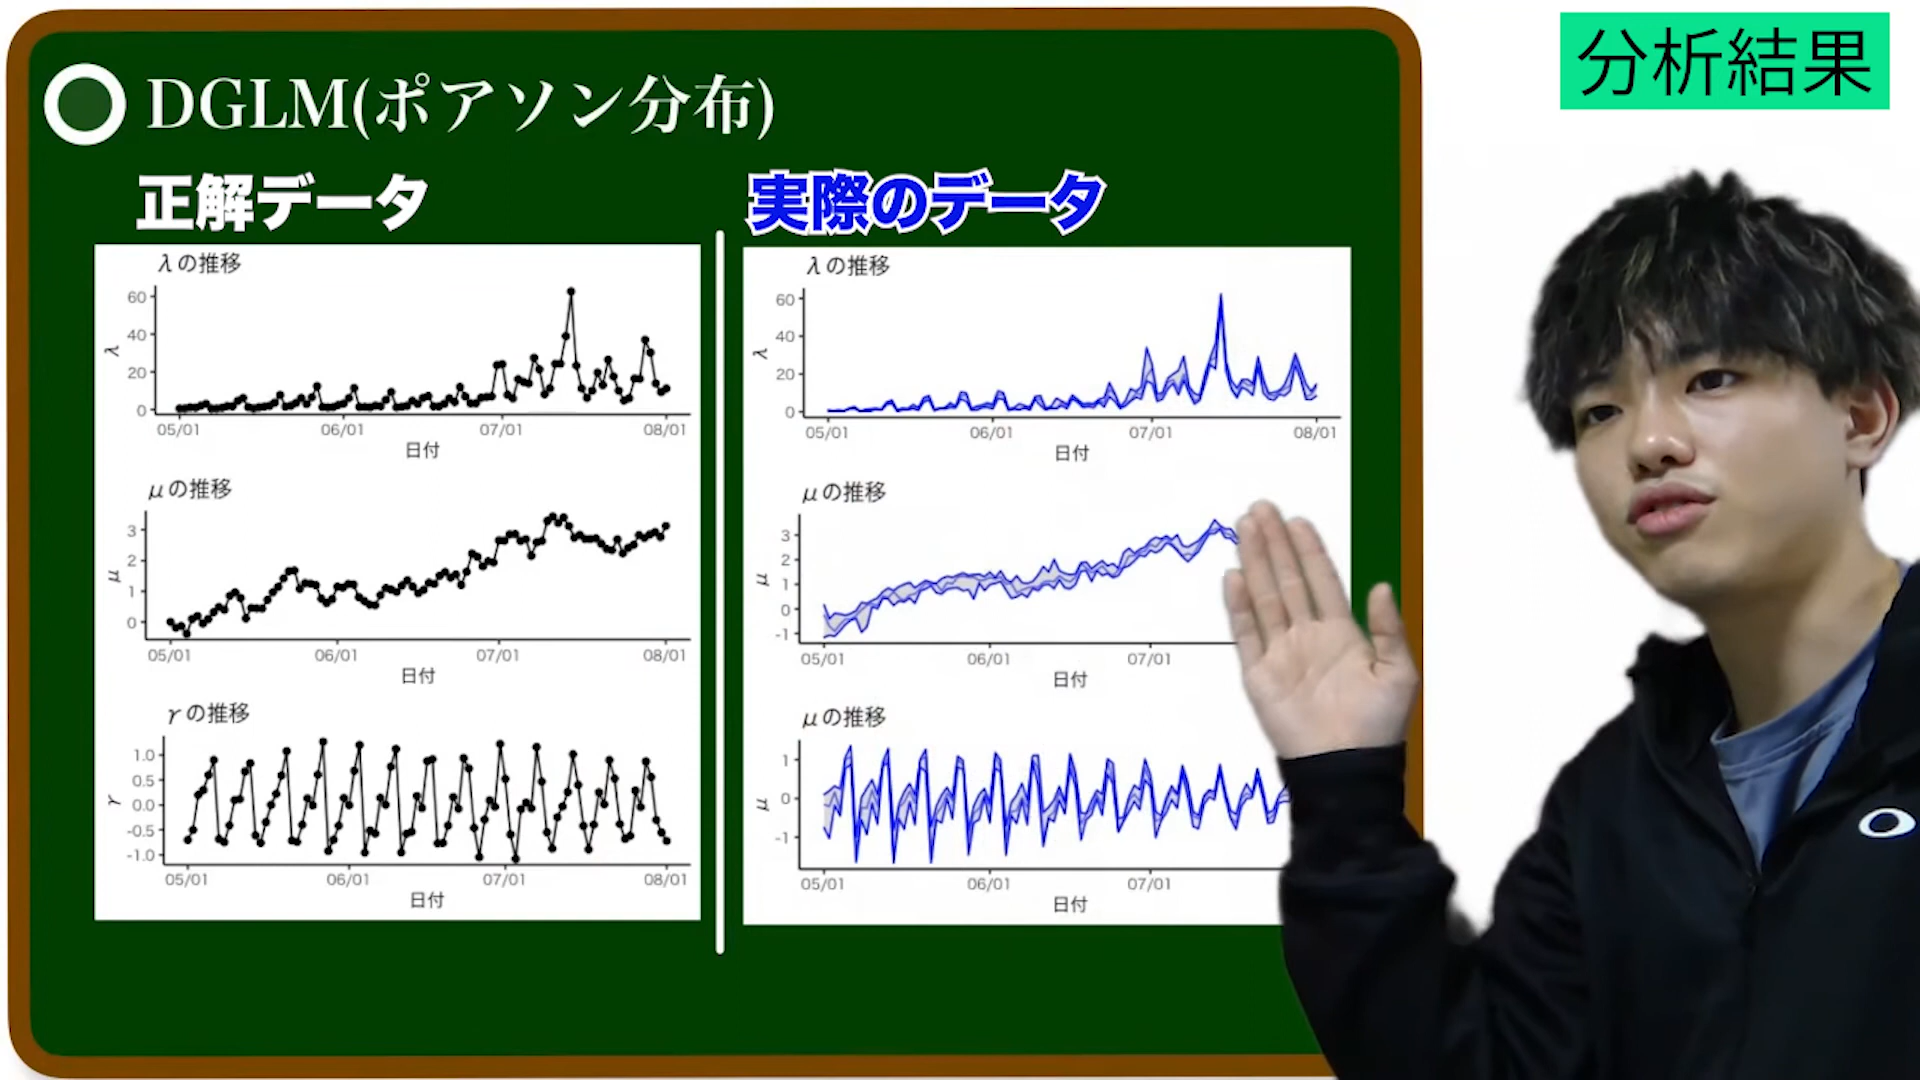 分析結果
DGLM(ポアソン分布)
正解データ
λの推移
λ
60
40
20
0
05/01 06/01 07/01 08/01
日付
μの推移
μ
3
2
1
0
05/01 06/01 07/01 08/01
日付
γの推移
γ
1.0
0.5
0.0
-0.5
-1.0
05/01 06/01 07/01 08/01
日付
実際のデータ
λの推移
λ
60
40
20
0
05/01 06/01 07/01 08/01
日付
μの推移
μ
3
2
1
0
-1
05/01 06/01 07/01
日付
μの推移
μ
1
0
-1
05/01 06/01 07/01
日付